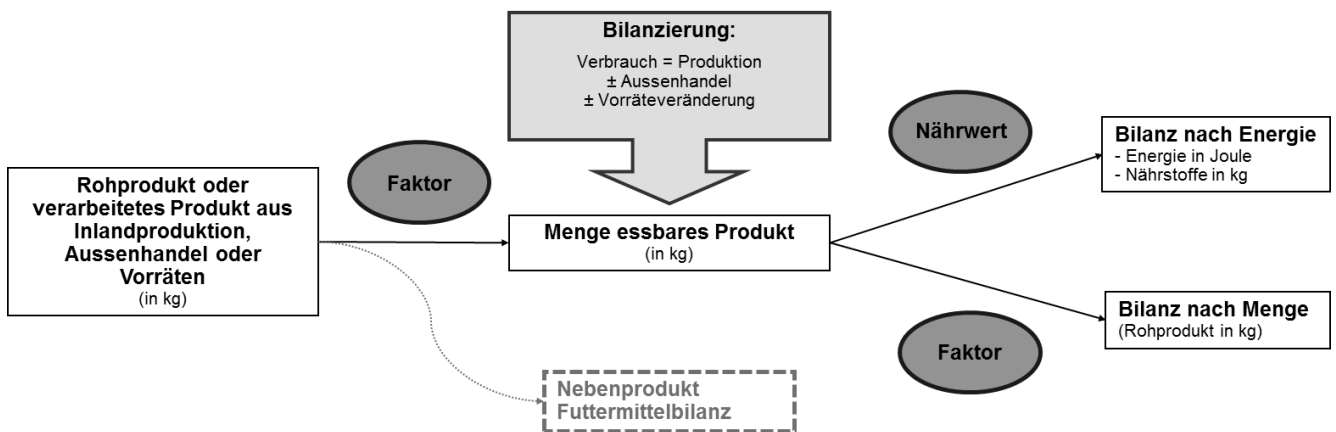 Bilanzierung:
Verbrauch = Produktion
± Aussenhandel
± Vorräteveränderung
Rohprodukt oder
verarbeitetes Produkt aus
Inlandproduktion,
Aussenhandel oder
Vorräten
(in kg)
Faktor
Menge essbares Produkt
(in kg)
Nährwert
Bilanz nach Energie
- Energie in Joule
- Nährstoffe in kg
Faktor
Bilanz nach Menge
(Rohprodukt in kg)
Nebenprodukt
Futtermittelbilanz